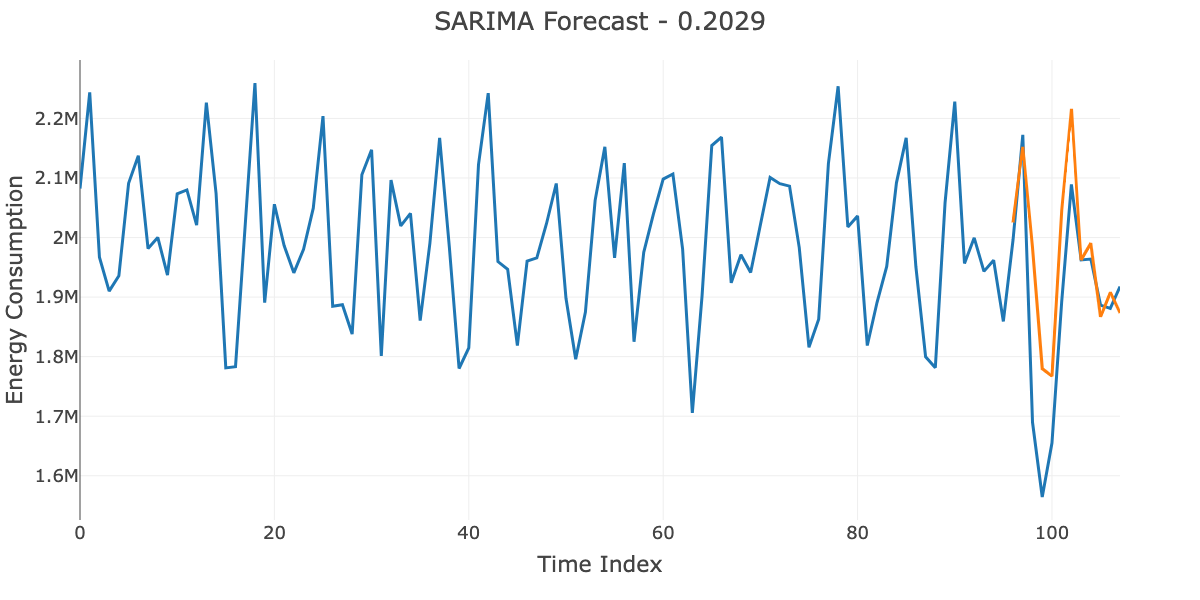 SARIMA Forecast - 0.2029
Energy Consumption
2.2M
2.1M
2M
1.9M
1.8M
1.7M
1.6M
0
20
40
60
80
100
Time Index